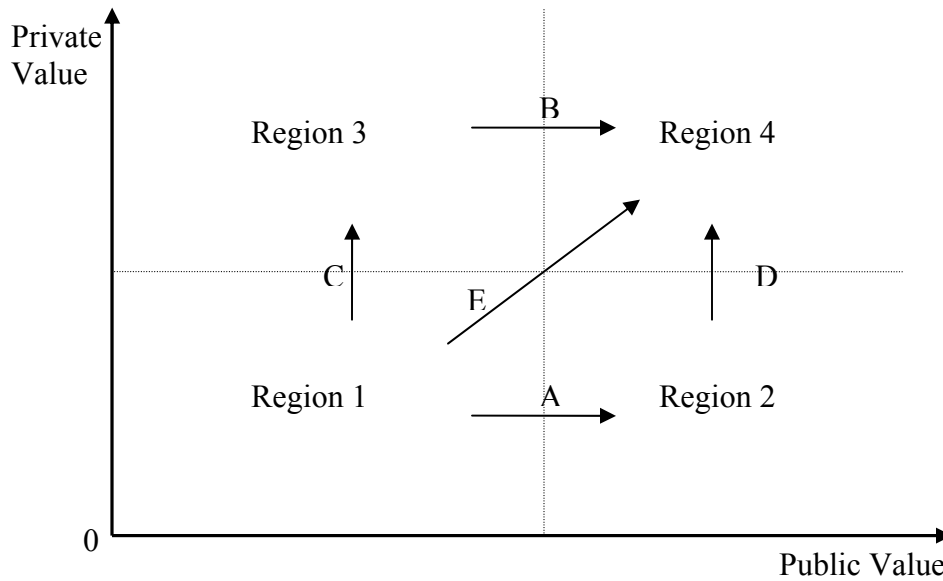 Private
Value
B
Region 3
Region 4
C
D
E
Region 1
A
Region 2
0
Public Value